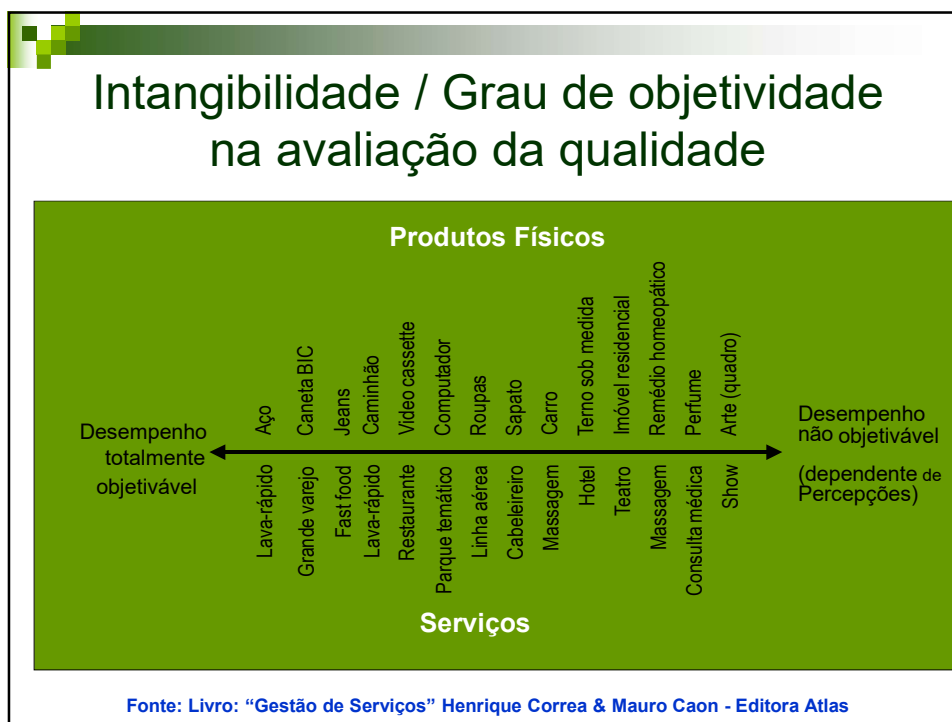 Intangibilidade / Grau de objetividade
na avaliação da qualidade
Produtos Físicos
Aço
Caneta BIC
Jeans
Caminhão
Video cassette
Computador
Roupas
Sapato
Carro
Terno sob medida
Imóvel residencial
Remédio homeopático
Perfume
Arte (quadro)
Desempenho
totalmente
objetivável
Desempenho
não objetivável
(dependente de
Percepções)
Lava-rápido
Grande varejo
Fast food
Lava-rápido
Restaurante
Parque temático
Linha aérea
Cabeleireiro
Massagem
Hotel
Teatro
Massagem
Consulta médica
Show
Serviços
Fonte: Livro: “Gestão de Serviços” Henrique Correa & Mauro Caon - Editora Atlas